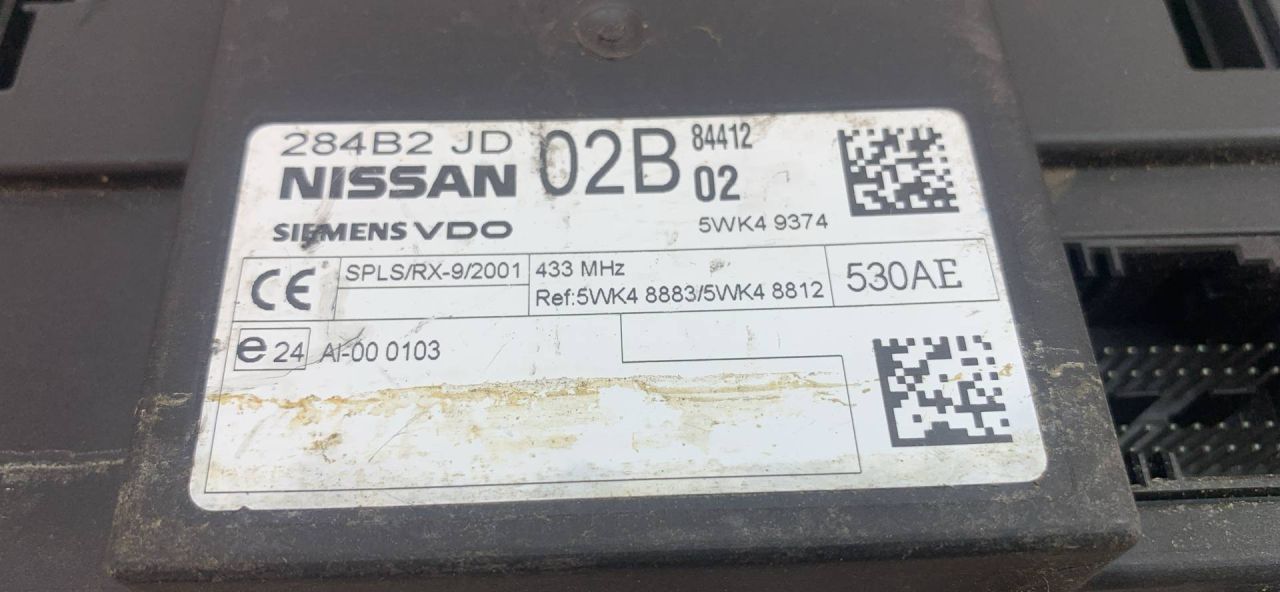 284B2 JD 02B 84412
NISSAN 02
SIEMENS VDO 5WK4 9374
CE SPLS/RX-9/2001 433 MHz 530AE
Ref:5WK4 8883/5WK4 8812
e 24 AI-00 0103